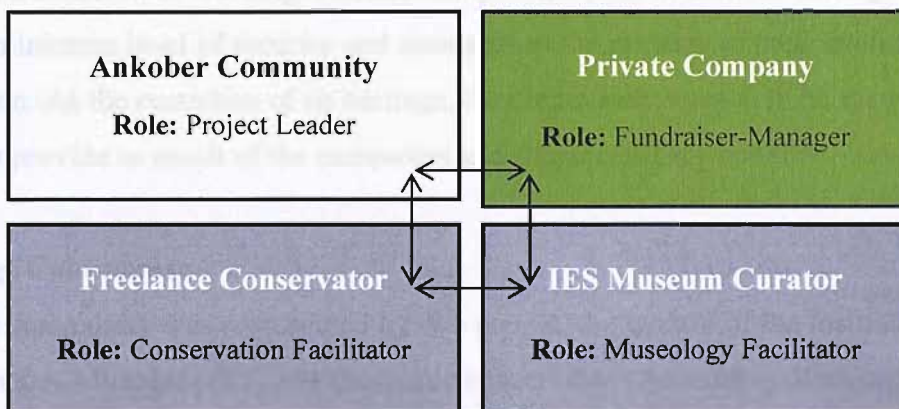 Ankober Community
Role: Project Leader
Private Company
Role: Fundraiser-Manager
Freelance Conservator
Role: Conservation Facilitator
IES Museum Curator
Role: Museology Facilitator